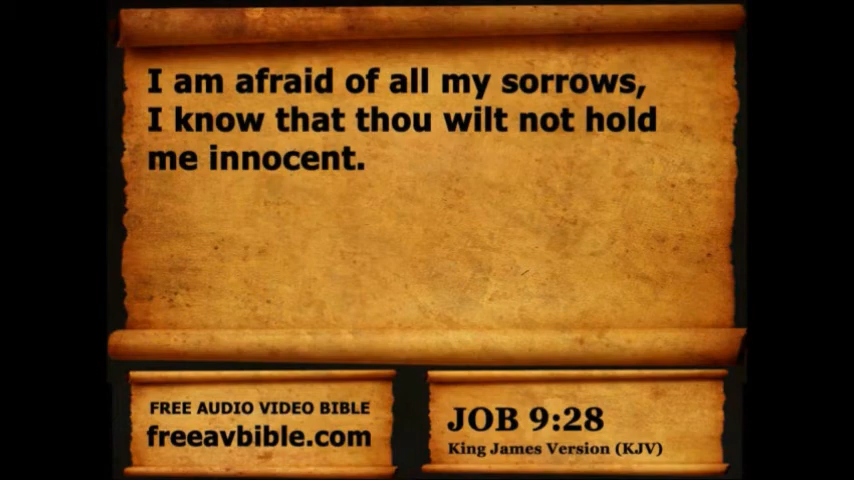 I am afraid of all my sorrows,
I know that thou wilt not hold
me innocent.
FREE AUDIO VIDEO BIBLE
freeavbible.com
JOB 9:28
King James Version (KJV)